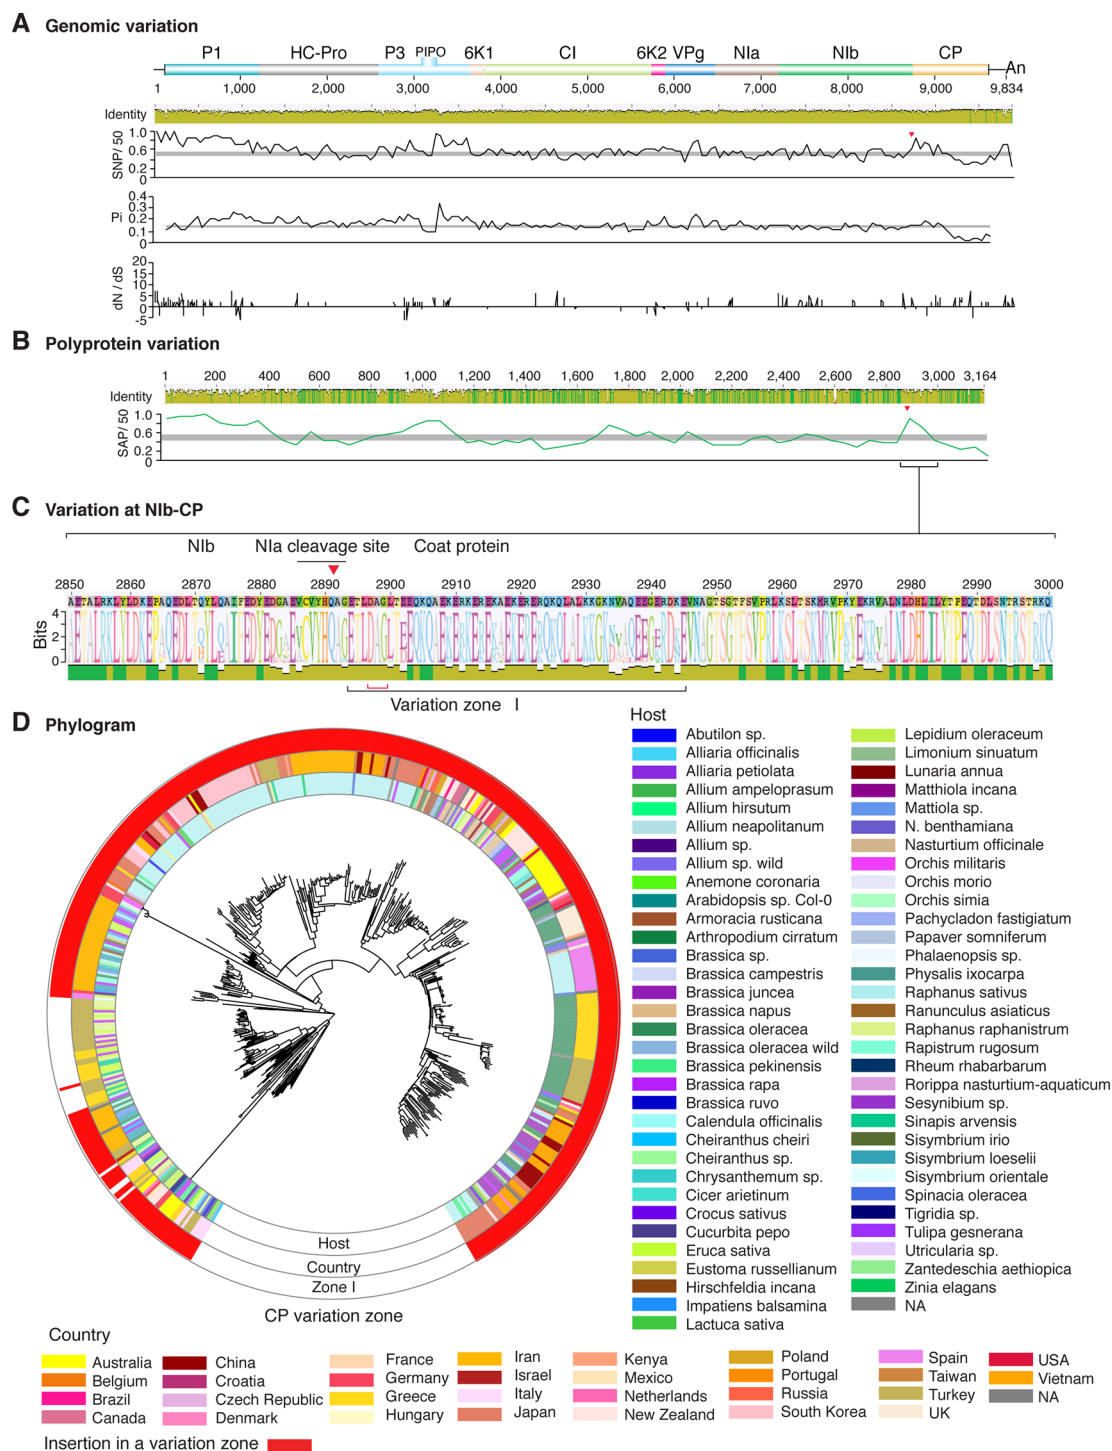 A Genomic variation
P1 HC-Pro P3 PIPO 6K1 CI 6K2 VPg NIa NIb CP
An
1 1,000 2,000 3,000 4,000 5,000 6,000 7,000 8,000 9,000 9,834
Identity
SNP/ 50
1.0
0.6
0.2
0
Pi
0.4
0.3
0.2
0.1
0
dN / dS
20
15
10
5
0
-5
B Polyprotein variation
1 200 400 600 800 1,000 1,200 1,400 1,600 1,800 2,000 2,200 2,400 2,600 2,800 3,000 3,164
Identity
SAP/ 50
1.0
0.6
0.2
0
C Variation at NIb-CP
NIb NIa cleavage site Coat protein
2850 2860 2870 2880 2890 2900 2910 2920 2930 2940 2950 2960 2970 2980 2990 3000
Bits
4
2
0
Variation zone I
D Phylogram
Host
Country
Zone I
CP variation zone
Host
Abutilon sp.
Alliaria officinalis
Alliaria petiolata
Allium ampeloprasum
Allium hirsutum
Allium neapolitanum
Allium sp.
Allium sp. wild
Anemone coronaria
Arabidopsis sp. Col-0
Armoracia rusticana
Arthropodium cirratum
Brassica sp.
Brassica campestris
Brassica juncea
Brassica napus
Brassica oleracea
Brassica oleracea wild
Brassica pekinensis
Brassica rapa
Brassica ruvo
Calendula officinalis
Cheiranthus cheiri
Cheiranthus sp.
Chrysanthemum sp.
Cicer arietinum
Crocus sativus
Cucurbita pepo
Eruca sativa
Eustoma russellianum
Hirschfeldia incana
Impatiens balsamina
Lactuca sativa
Lepidium oleraceum
Limonium sinuatum
Lunaria annua
Matthiola incana
Mattiola sp.
N. benthamiana
Nasturtium officinale
Orchis militaris
Orchis morio
Orchis simia
Pachycladon fastigiatum
Papaver somniferum
Phalaenopsis sp.
Physalis ixocarpa
Raphanus sativus
Ranunculus asiaticus
Raphanus raphanistrum
Rapistrum rugosum
Rheum rhabarbarum
Rorippa nasturtium-aquaticum
Sesynibium sp.
Sinapis arvensis
Sisymbrium irio
Sisymbrium loeselii
Sisymbrium orientale
Spinacia oleracea
Tigridia sp.
Tulipa gesnerana
Utricularia sp.
Zantedeschia aethiopica
Zinia elagans
NA
Country
Australia
Belgium
Brazil
Canada
China
Croatia
Czech Republic
Denmark
France
Germany
Greece
Hungary
Iran
Israel
Italy
Japan
Kenya
Mexico
Netherlands
New Zealand
Poland
Portugal
Russia
South Korea
Spain
Taiwan
Turkey
UK
USA
Vietnam
NA
Insertion in a variation zone